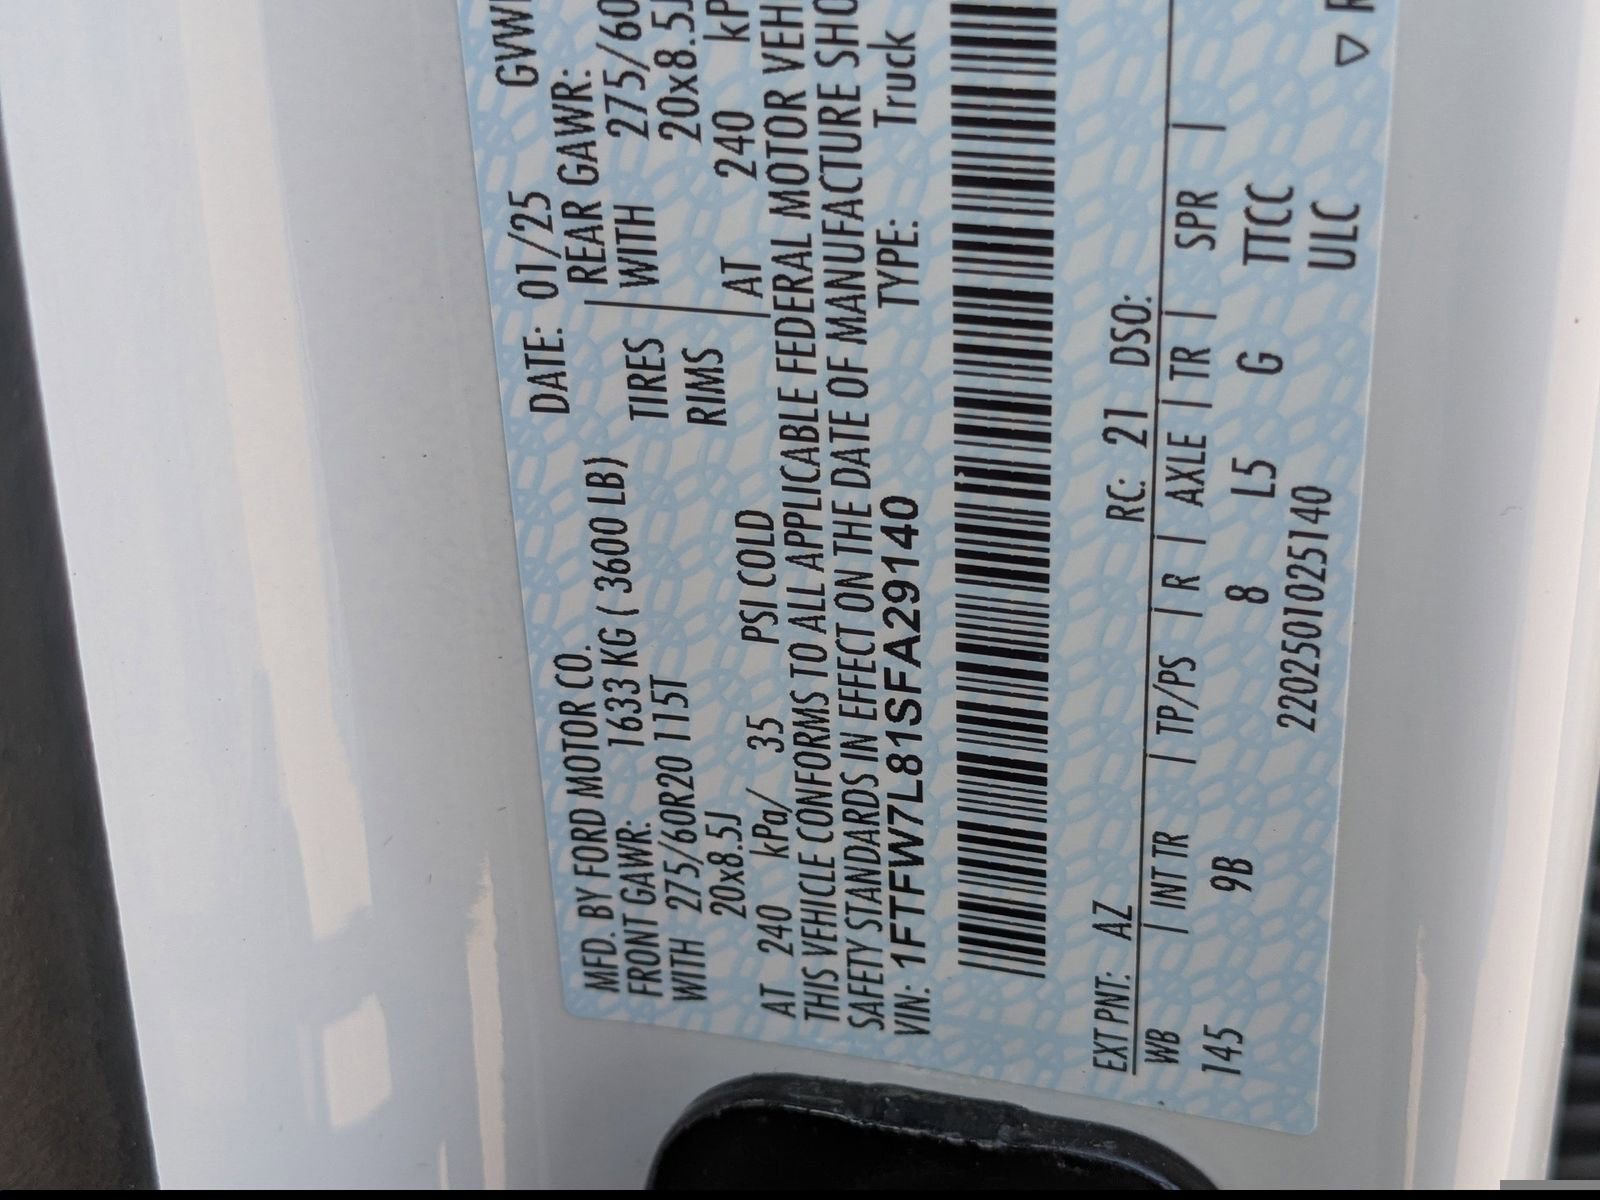 MFD. BY FORD MOTOR CO. DATE: 01/25
FRONT GAWR: 1633 KG ( 3600 LB) REAR GAWR:
WITH 275/60R20 115T TIRES WITH 275/60
20x8.5J RIMS 20x8.5J
AT 240 kPa/ 35 PSI COLD AT 240
THIS VEHICLE CONFORMS TO ALL APPLICABLE FEDERAL MOTOR
SAFETY STANDARDS IN EFFECT ON THE DATE OF MANUFACTURE
VIN: 1FTFW7L81SFA29140 TYPE: Truck
EXT PNT: AZ RC: 21 DSO:
WB | INT TR | TP/PS | R | AXLE | TR | SPR |
145 9B 8 L5 G TTCC
220250102514​0 ULC